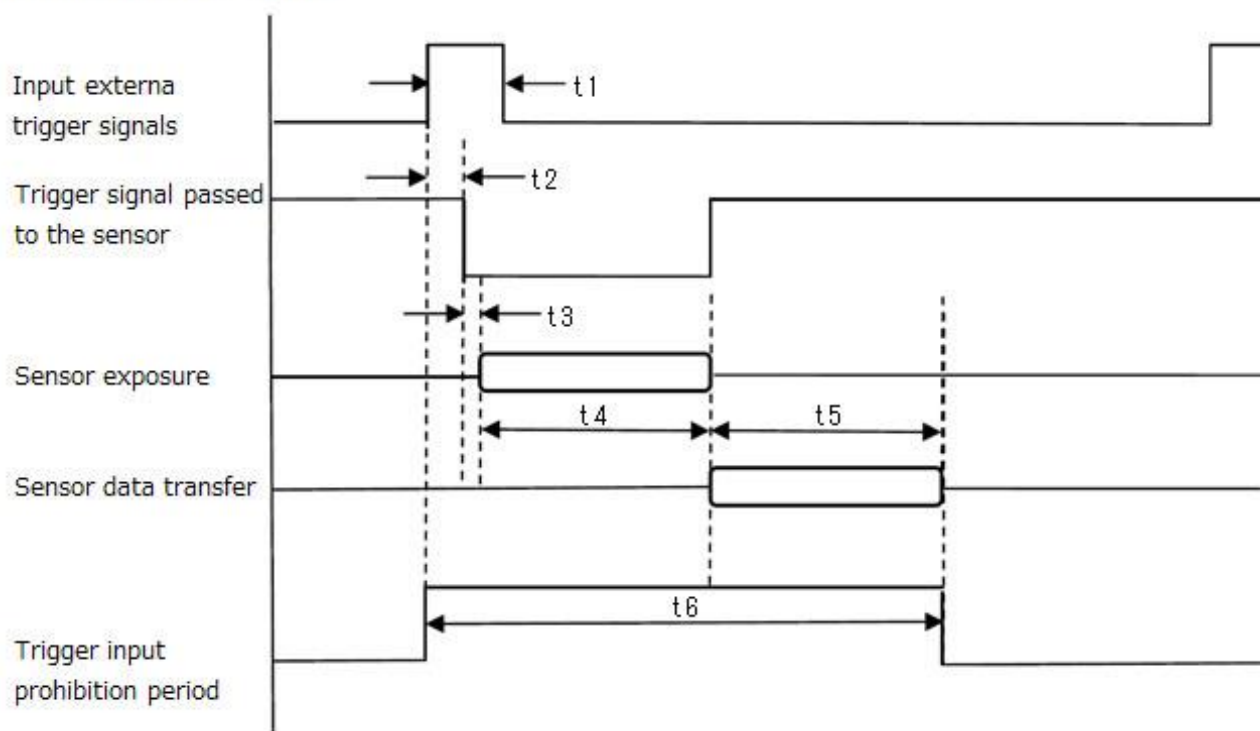 Input externa
trigger signals
t1
Trigger signal passed
to the sensor
t2
t3
Sensor exposure
t4
t5
Sensor data transfer
t6
Trigger input
prohibition period